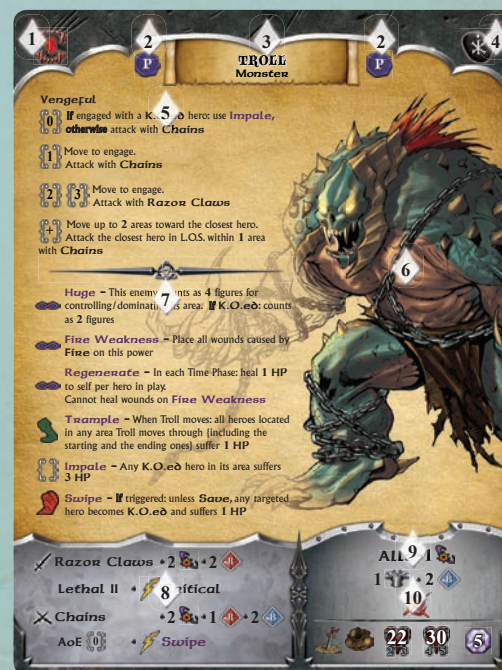 1 2 3 2 4
P P
TROLL
Monster
Vengeful
5
0 If engaged with a K.O.ed hero: use Impale,
otherwise attack with Chains
1 Move to engage.
Attack with Chains
2 3 Move to engage.
Attack with Razor Claws
+ Move up to 2 areas toward the closest hero.
Attack the closest hero in L.O.S. within 1 area
with Chains
6
7
Huge – This enemy counts as 4 figures for
controlling/dominating its area. If K.O.ed: counts
as 2 figures
Fire Weakness – Place all wounds caused by
Fire on this power
Regenerate – In each Time Phase: heal 1 HP
to self per hero in play.
Cannot heal wounds on Fire Weakness
Trample – When Troll moves: all heroes located
in any area Troll moves through (including the
starting and the ending ones) suffer 1 HP
Impale – Any K.O.ed hero in its area suffers
3 HP
Swipe – If triggered: unless Save, any targeted
hero becomes K.O.ed and suffers 1 HP
Razor Claws • 2 • 2
Lethal II • Critical
8
Chains • 2 • 1 • 2
AoE 0 • Swipe
9
1
1 • 2
10
22 30 5